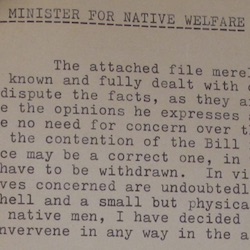 MINISTER FOR NATIVE WELFARE
The attached file merel
known and fully dealt with
dispute the facts, as they a
e the opinions he expresses a
e no need for concern over t
the contention of the Bill
ce may be a correct one, in
have to be withdrawn. In vi
ves concerned are undoubtedl
hell and a small but physica
native men, I have decided
nvervene in any way in the a